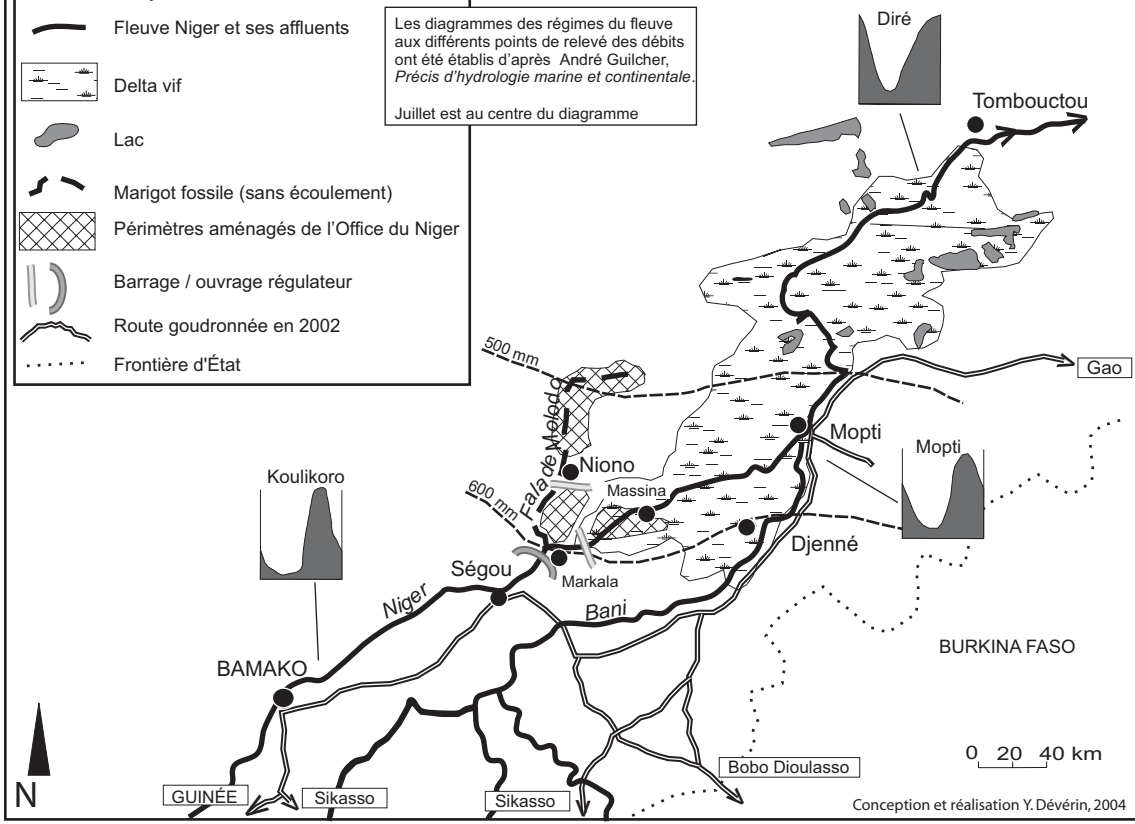 Fleuve Niger et ses affluents
Delta vif
Lac
Marigot fossile (sans écoulement)
Périmètres aménagés de l'Office du Niger
Barrage / ouvrage régulateur
Route goudronnée en 2002
Frontière d'État
Les diagrammes des régimes du fleuve
aux différents points de relevé des débits
ont été établis d'après André Guilcher,
Précis d'hydrologie marine et continentale.
Juillet est au centre du diagramme
Diré
Tombouctou
500 mm
Gao
Fala de Molodo
Mopti
Mopti
Niono
Koulikoro
Massina
600 mm
Djenné
Ségou
Markala
Niger
Bani
BURKINA FASO
BAMAKO
0 20 40 km
Bobo Dioulasso
GUINÉE
Sikasso
Sikasso
N
Conception et réalisation Y. Dévérin, 2004